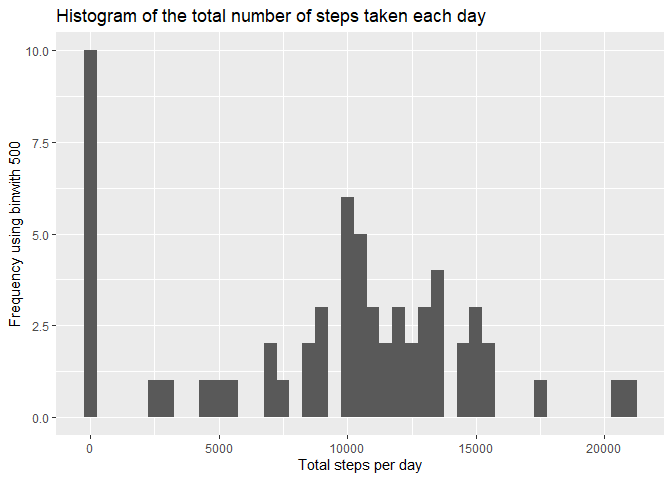 Histogram of the total number of steps taken each day
10.0
7.5
5.0
2.5
0.0
Frequency using binwith 500
0 5000 10000 15000 20000
Total steps per day